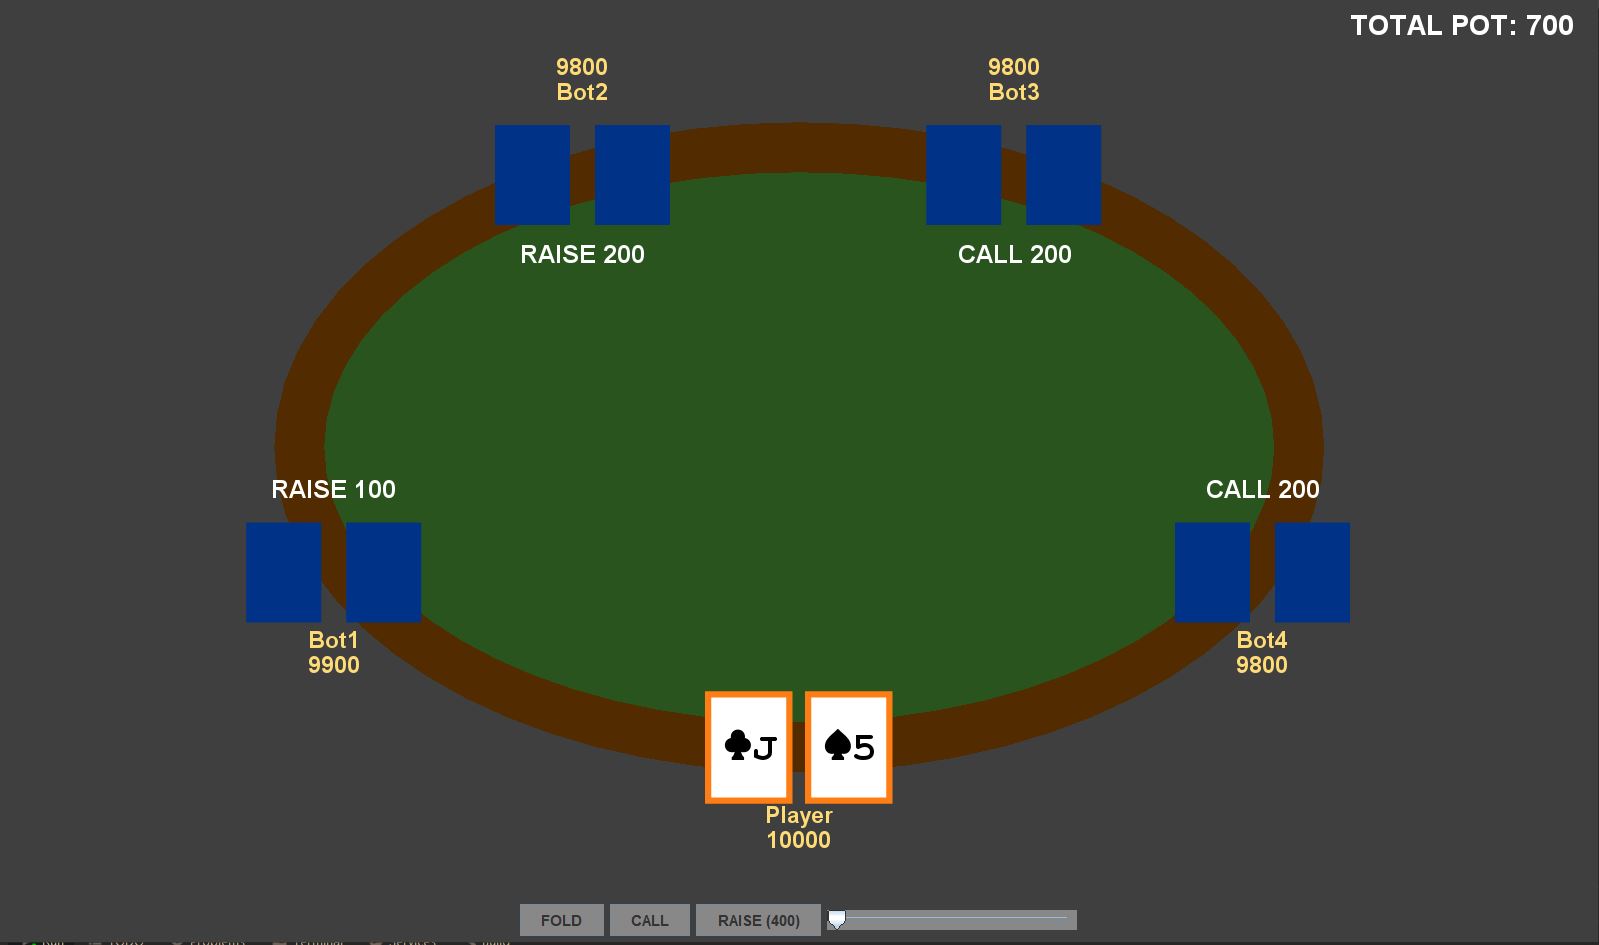 TOTAL POT: 700
9800
Bot2
9800
Bot3
RAISE 200
CALL 200
RAISE 100
CALL 200
Bot1
9900
Bot4
9800
♣J
♠5
Player
10000
FOLD
CALL
RAISE (400)